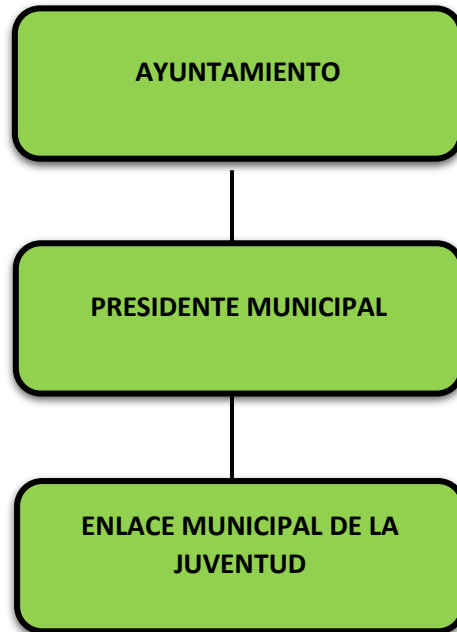 AYUNTAMIENTO
PRESIDENTE MUNICIPAL
ENLACE MUNICIPAL DE LA
JUVENTUD